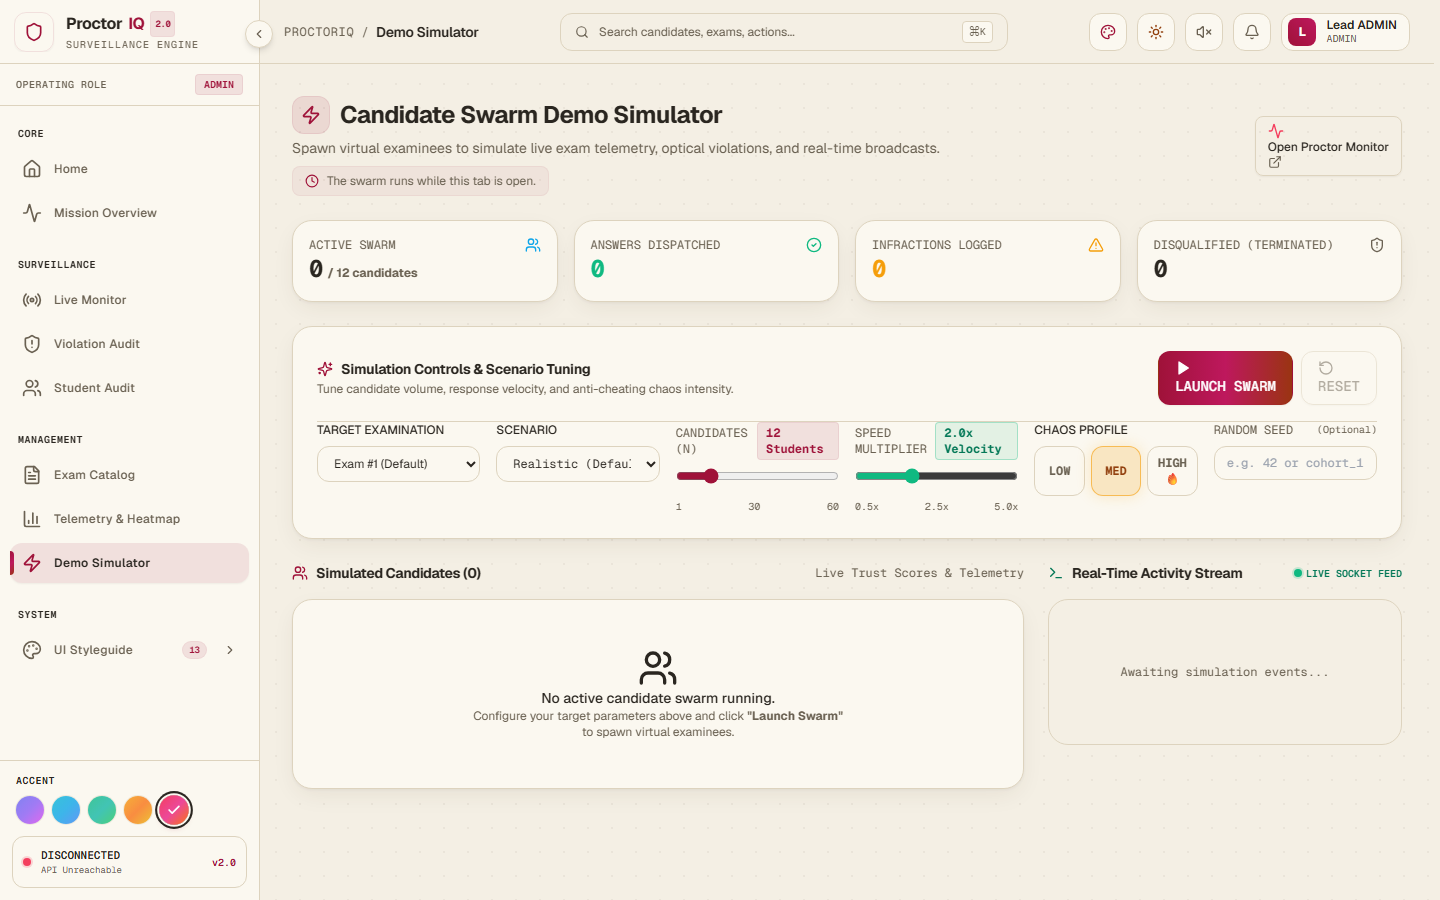 Proctor IQ 2.0
SURVEILLANCE ENGINE
OPERATING ROLE ADMIN
CORE
Home
Mission Overview
SURVEILLANCE
Live Monitor
Violation Audit
Student Audit
MANAGEMENT
Exam Catalog
Telemetry & Heatmap
Demo Simulator
SYSTEM
UI Styleguide 13
ACCENT
DISCONNECTED
API Unreachable
v2.0
PROCTORIQ / Demo Simulator
Search candidates, exams, actions... ⌘K
L
Lead ADMIN
ADMIN
Candidate Swarm Demo Simulator
Spawn virtual examinees to simulate live exam telemetry, optical violations, and real-time broadcasts.
The swarm runs while this tab is open.
Open Proctor Monitor
ACTIVE SWARM
0 / 12 candidates
ANSWERS DISPATCHED
0
INFRACTIONS LOGGED
0
DISQUALIFIED (TERMINATED)
0
Simulation Controls & Scenario Tuning
Tune candidate volume, response velocity, and anti-cheating chaos intensity.
LAUNCH SWARM
RESET
TARGET EXAMINATION
Exam #1 (Default)
SCENARIO
Realistic (Defau
CANDIDATES (N)
12 Students
1 30 60
SPEED MULTIPLIER
2.0x Velocity
0.5x 2.5x 5.0x
CHAOS PROFILE
LOW MED HIGH 🔥
RANDOM SEED (Optional)
e.g. 42 or cohort_1
Simulated Candidates (0)
Live Trust Scores & Telemetry
No active candidate swarm running.
Configure your target parameters above and click "Launch Swarm"
to spawn virtual examinees.
Real-Time Activity Stream
LIVE SOCKET FEED
Awaiting simulation events...